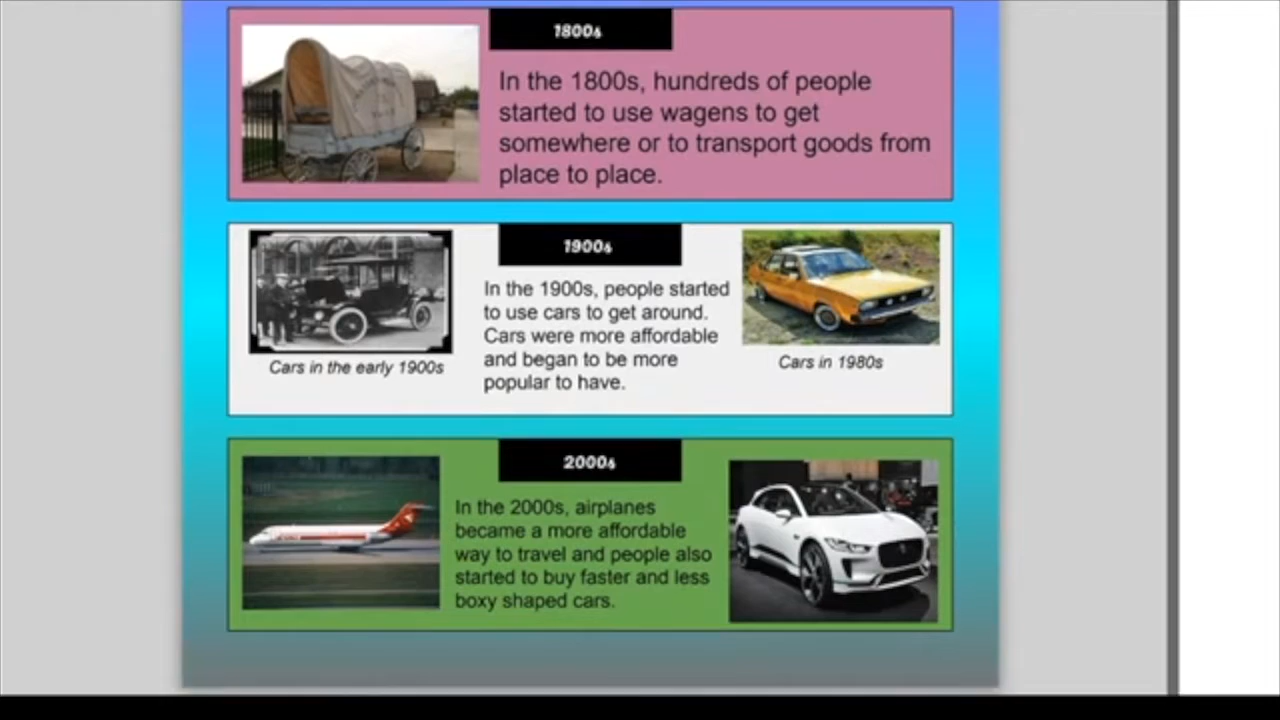 1800s
In the 1800s, hundreds of people
started to use wagens to get
somewhere or to transport goods from
place to place.
1900s
In the 1900s, people started
to use cars to get around.
Cars were more affordable
and began to be more
popular to have.
Cars in the early 1900s
Cars in 1980s
2000s
In the 2000s, airplanes
became a more affordable
way to travel and people also
started to buy faster and less
boxy shaped cars.